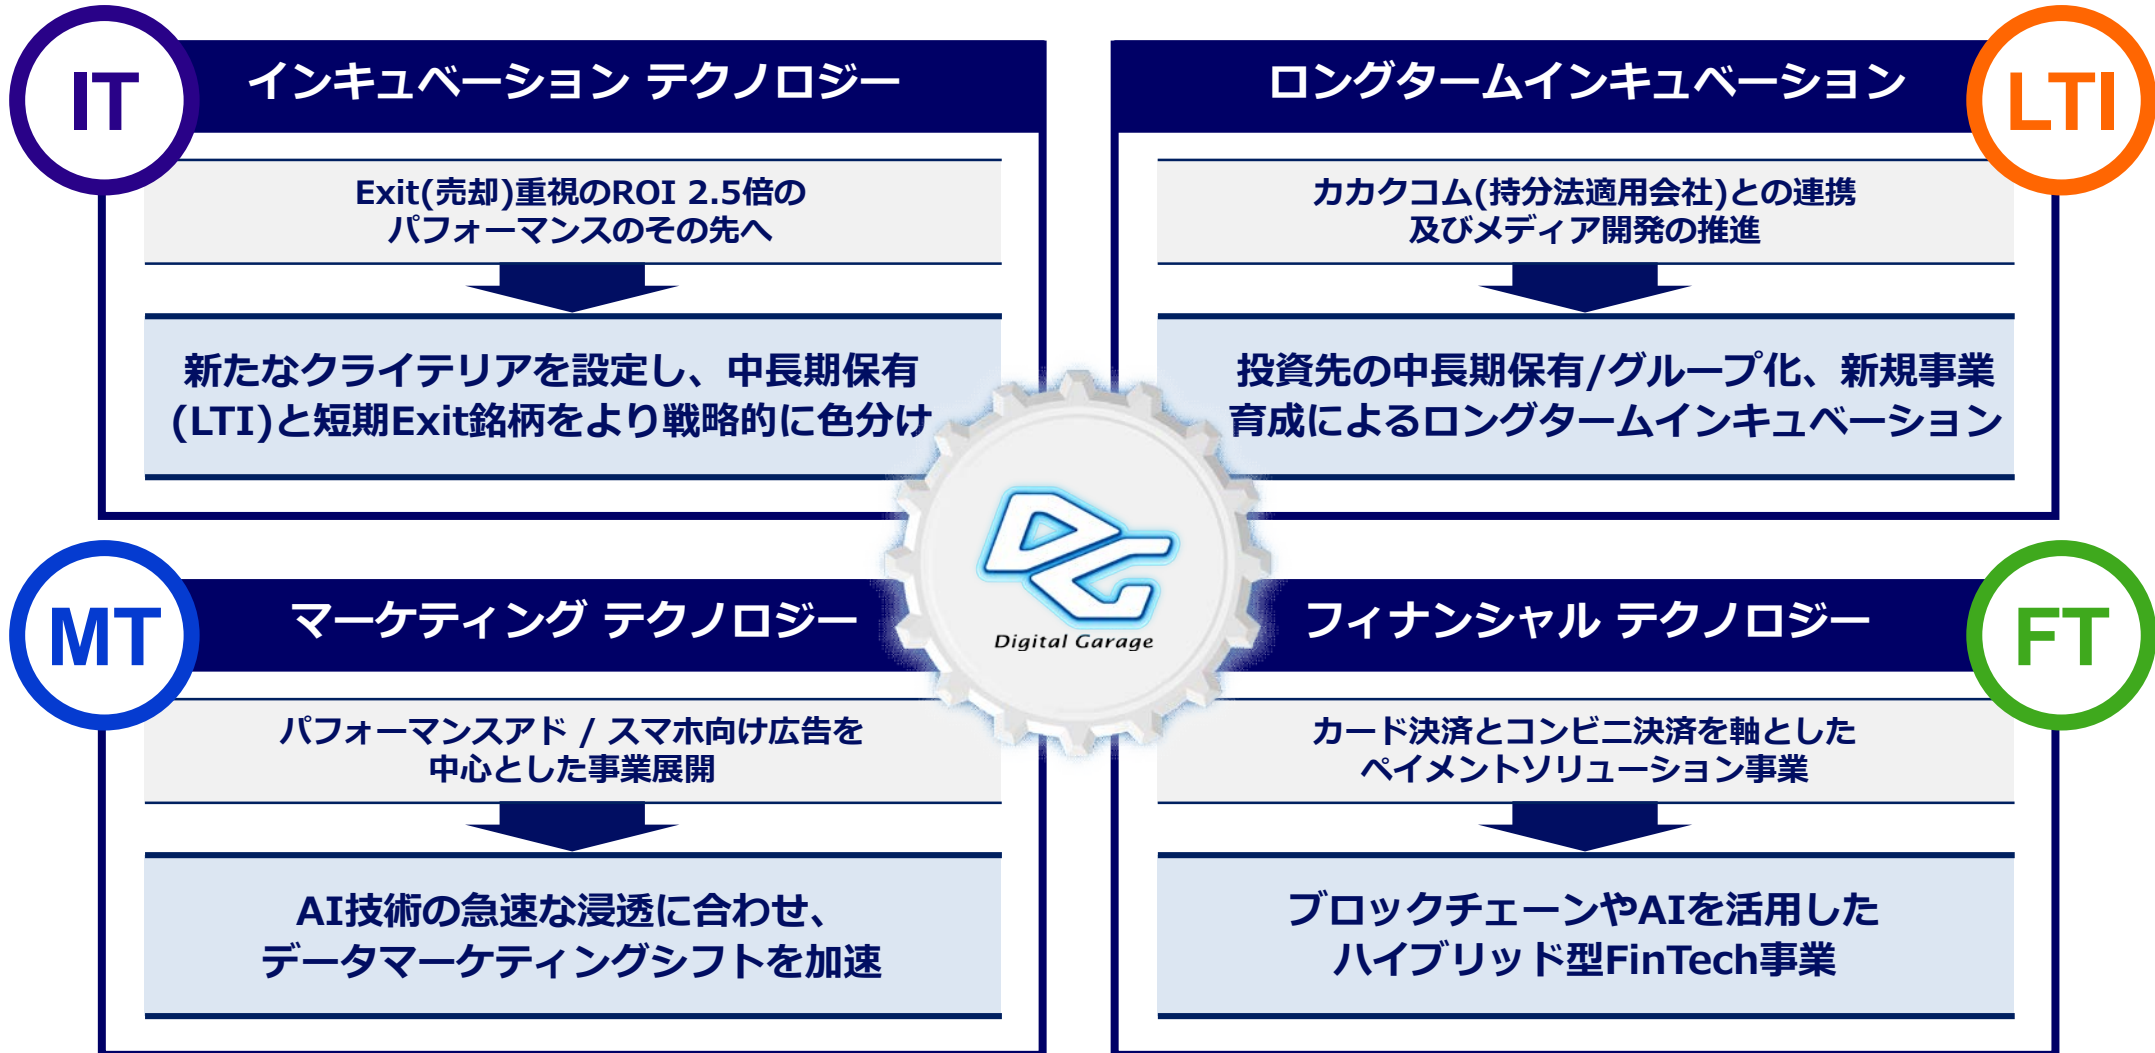 IT
インキュベーション テクノロジー
Exit(売却)重視のROI 2.5倍の
パフォーマンスのその先へ
新たなクライテリアを設定し、中長期保有
(LTI)と短期Exit銘柄をより戦略的に色分け
ロングタームインキュベーション
LTI
カカクコム(持分法適用会社)との連携
及びメディア開発の推進
投資先の中長期保有/グループ化、新規事業
育成によるロングタームインキュベーション
DG
Digital Garage
MT
マーケティング テクノロジー
パフォーマンスアド / スマホ向け広告を
中心とした事業展開
AI技術の急速な浸透に合わせ、
データマーケティングシフトを加速
フィナンシャル テクノロジー
FT
カード決済とコンビニ決済を軸とした
ペイメントソリューション事業
ブロックチェーンやAIを活用した
ハイブリッド型FinTech事業